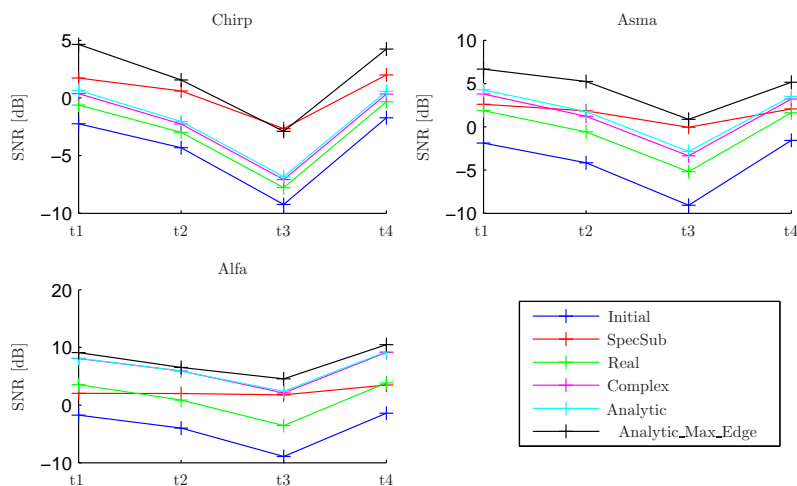 Chirp
SNR [dB]
5
0
−5
−10
t1 t2 t3 t4
Asma
SNR [dB]
10
5
0
−5
−10
t1 t2 t3 t4
Alfa
SNR [dB]
20
10
0
−10
t1 t2 t3 t4
Initial
SpecSub
Real
Complex
Analytic
Analytic_Max_Edge